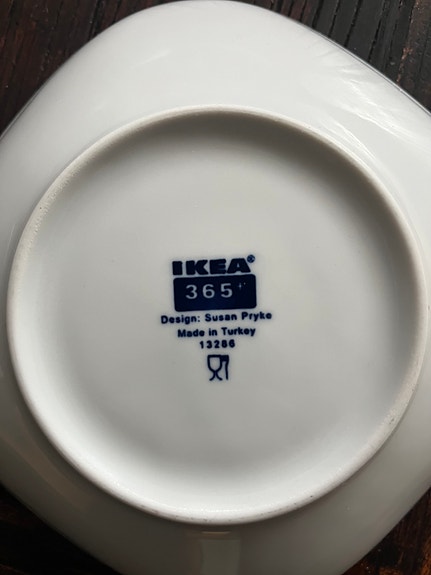 IKEA®
365+
Design: Susan Pryke
Made in Turkey
13286